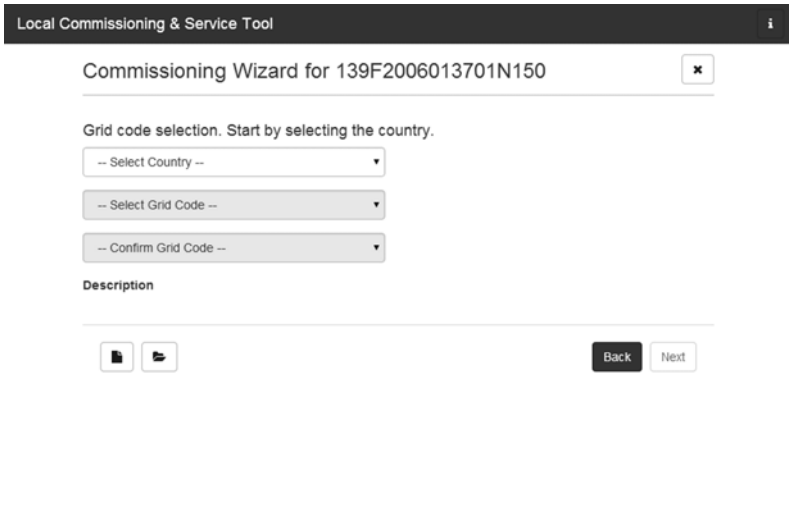 Local Commissioning & Service Tool
i
Commissioning Wizard for 139F2006013701N150
Grid code selection. Start by selecting the country.
-- Select Country --
-- Select Grid Code --
-- Confirm Grid Code --
Description
Back
Next